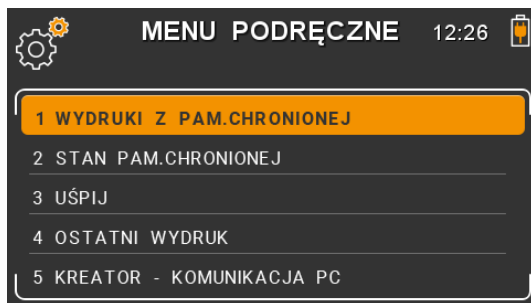 MENU PODRĘCZNE 12:26
1 WYDRUKI Z PAM.CHRONIONEJ
2 STAN PAM.CHRONIONEJ
3 UŚPIJ
4 OSTATNI WYDRUK
5 KREATOR - KOMUNIKACJA PC